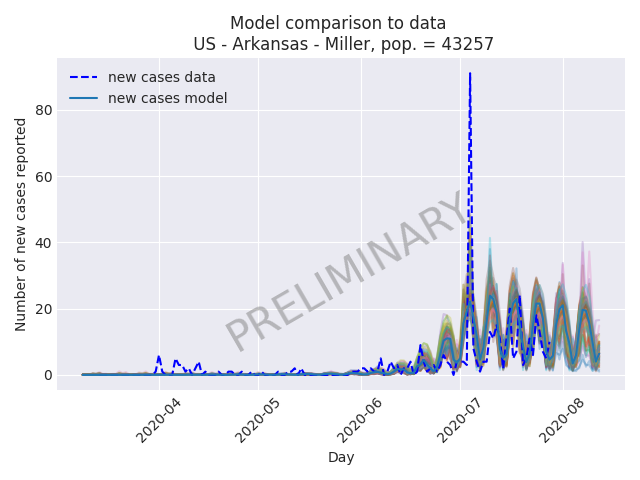 Model comparison to data
US - Arkansas - Miller, pop. = 43257
new cases data
new cases model
Number of new cases reported
80
60
40
20
0
PRELIMINARY
2020-04
2020-05
2020-06
2020-07
2020-08
Day